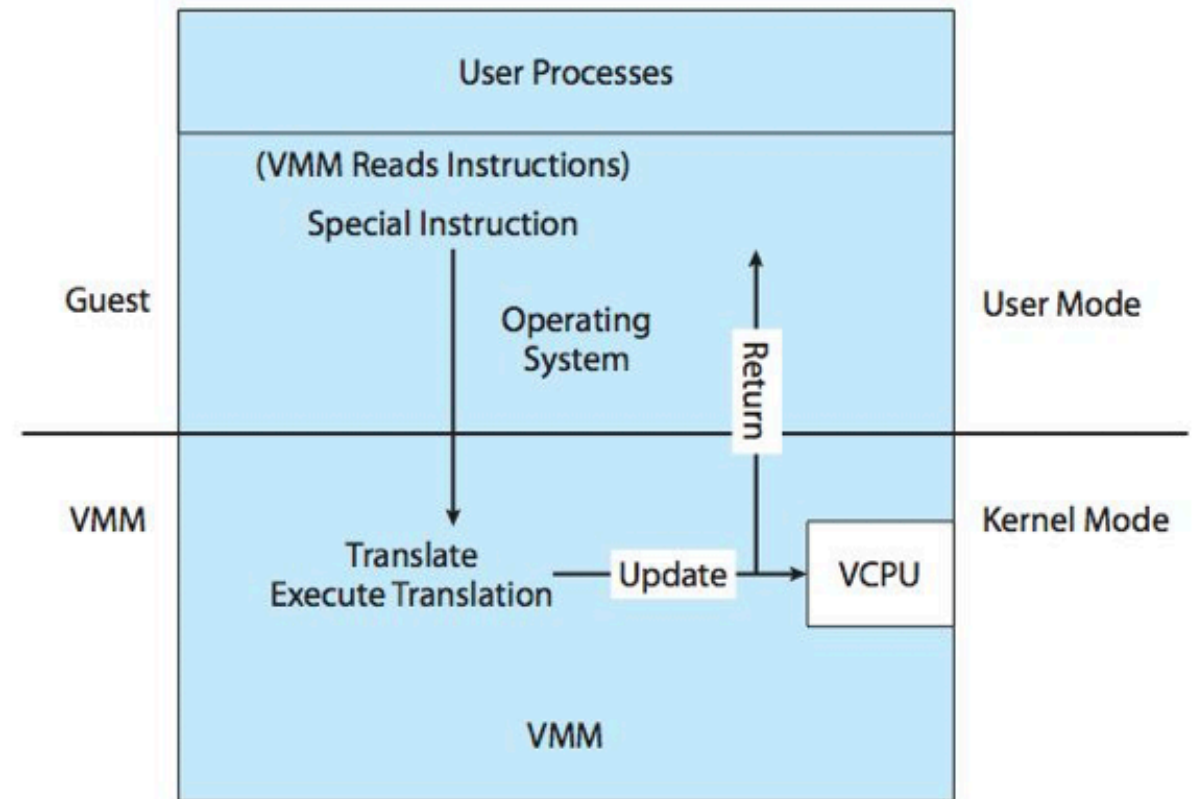 User Processes
(VMM Reads Instructions)
Special Instruction
Guest
Operating
System
Return
User Mode
VMM
Kernel Mode
Translate
Execute Translation
Update
VCPU
VMM